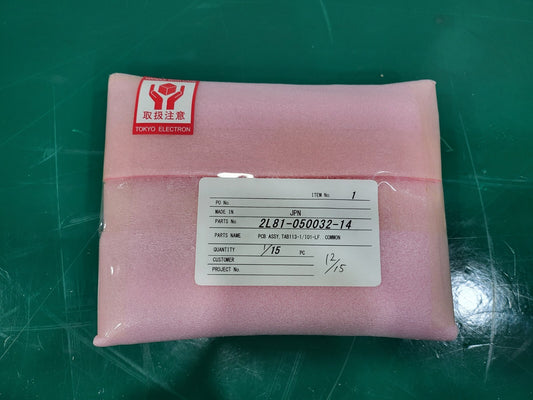 取扱注意
TOKYO ELECTRON
ITEM No. 1
PO No.
MADE IN JPN
PARTS No. 2L81-050032-14
PARTS NAME PCB ASSY, TAB113-1/IO1-LF COMMON
QUANTITY 1/15 PC
CUSTOMER
PROJECT No.
12/15